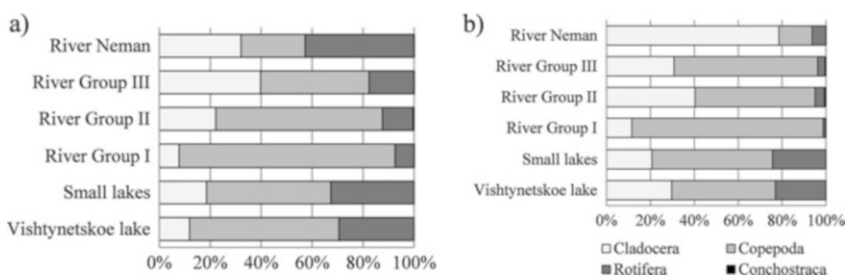 a)
River Neman
River Group III
River Group II
River Group I
Small lakes
Vishtynetskoe lake
0% 20% 40% 60% 80% 100%
b)
River Neman
River Group III
River Group II
River Group I
Small lakes
Vishtynetskoe lake
0% 20% 40% 60% 80% 100%
Cladocera Copepoda
Rotifera Conchostraca